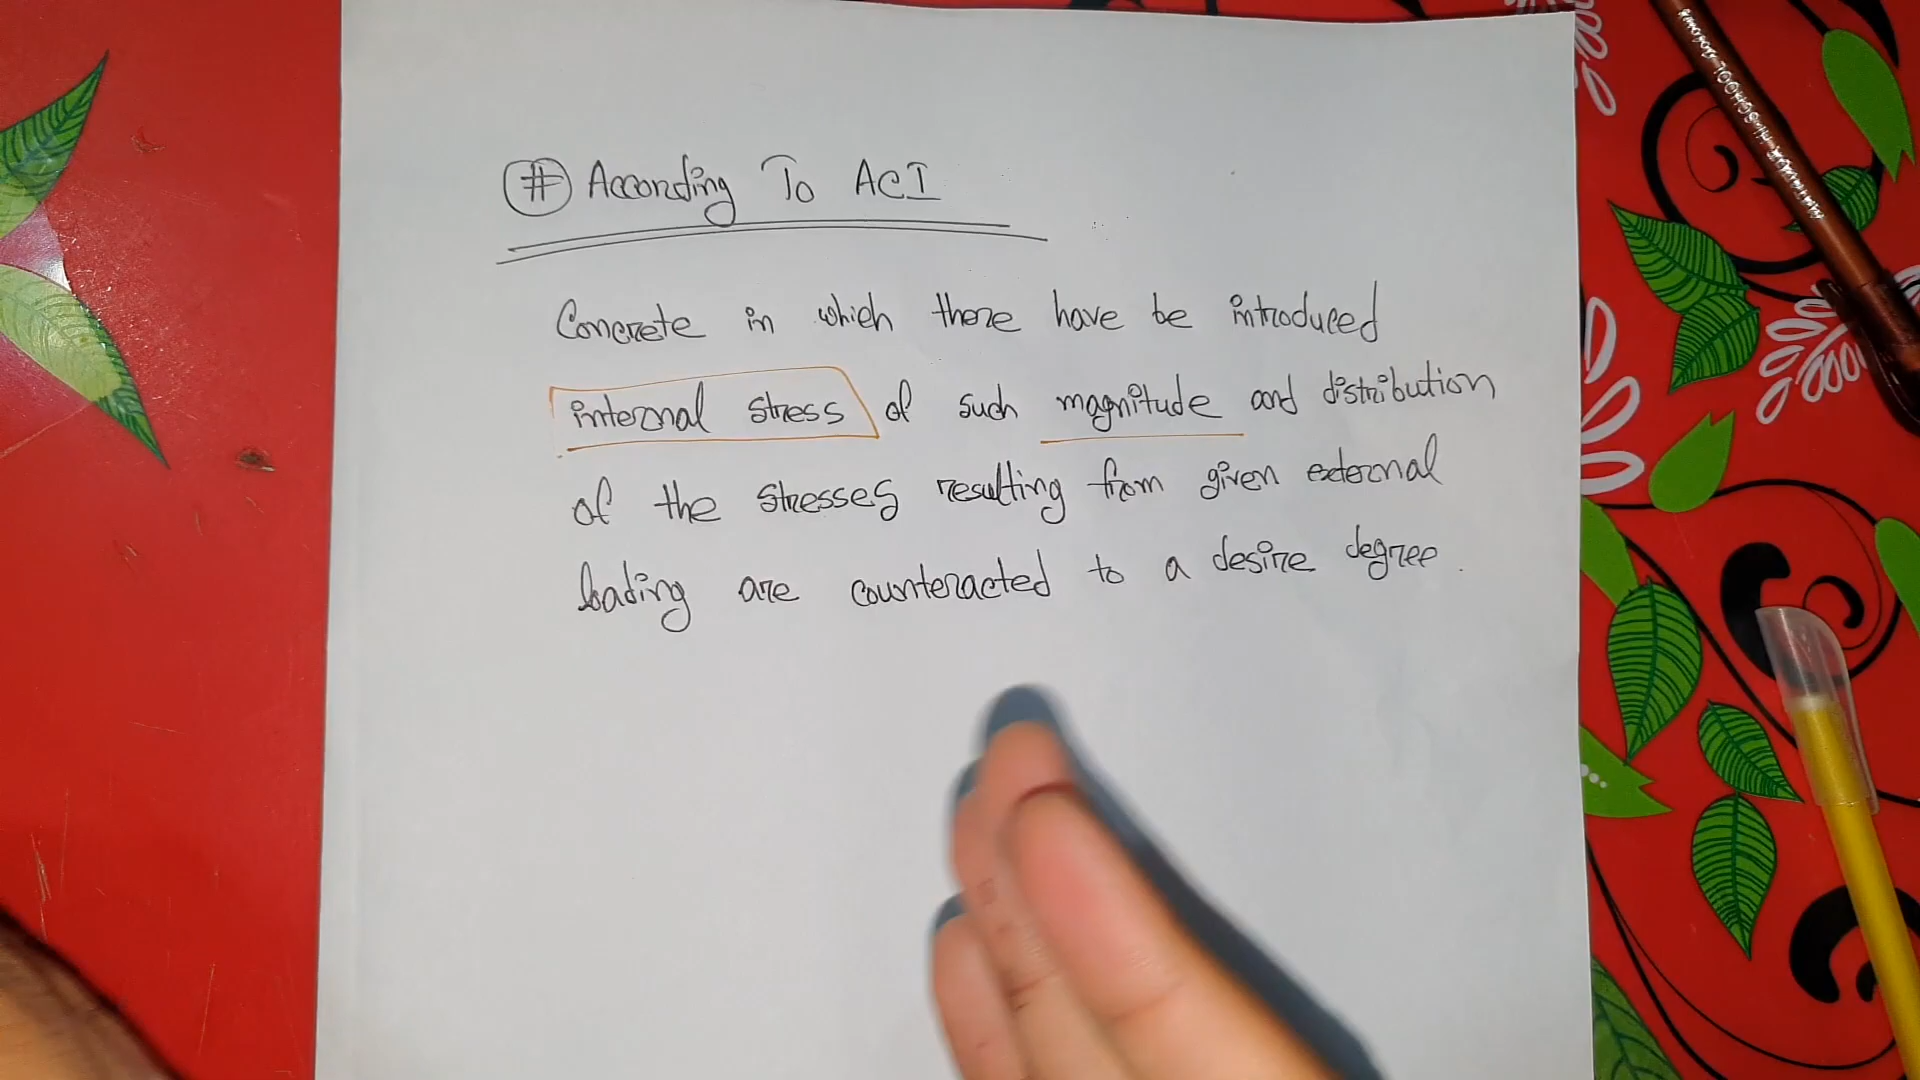 # According To ACI
Concrete in which there have be introduced
internal stress of such magnitude and distribution
of the stresses resulting from given external
loading are counteracted to a desire degree.